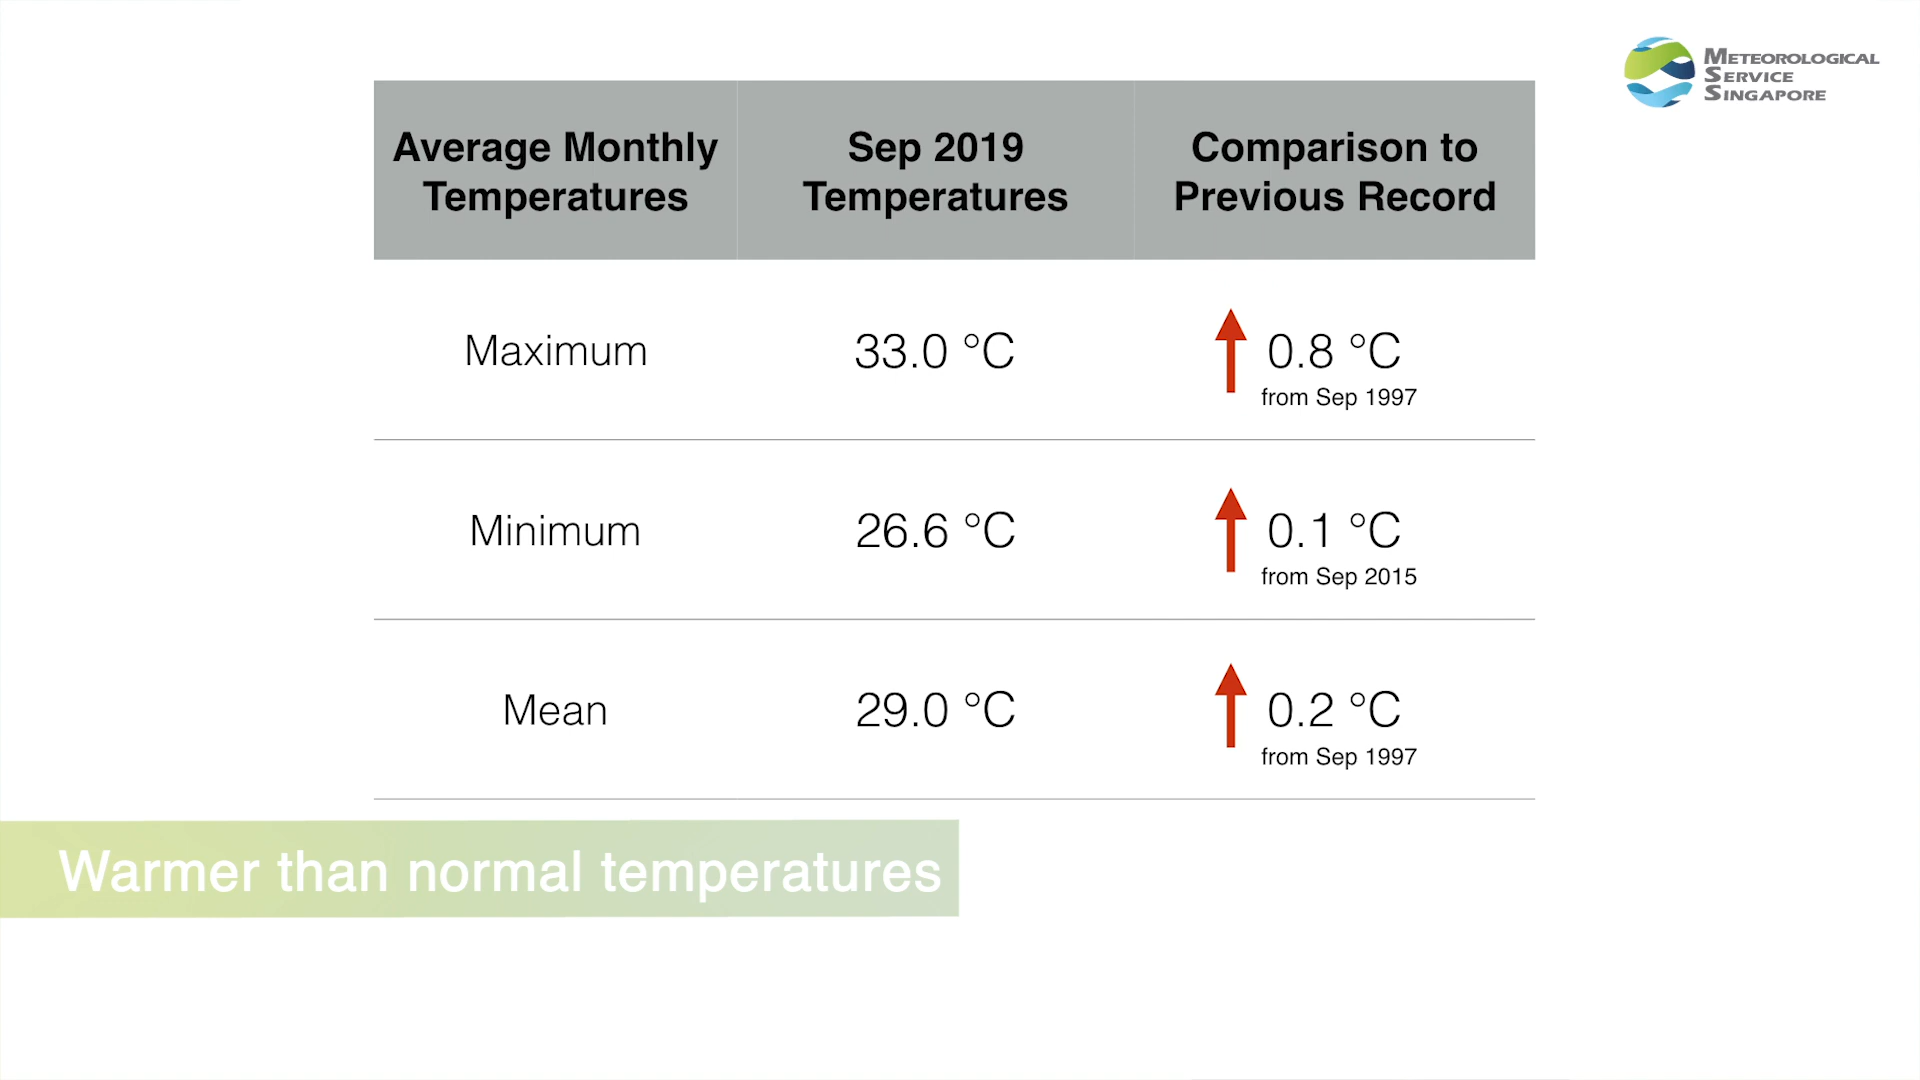 METEOROLOGICAL
SERVICE
SINGAPORE
Average Monthly
Temperatures
Sep 2019
Temperatures
Comparison to
Previous Record
Maximum
33.0 °C
0.8 °C
from Sep 1997
Minimum
26.6 °C
0.1 °C
from Sep 2015
Mean
29.0 °C
0.2 °C
from Sep 1997
Warmer than normal temperatures